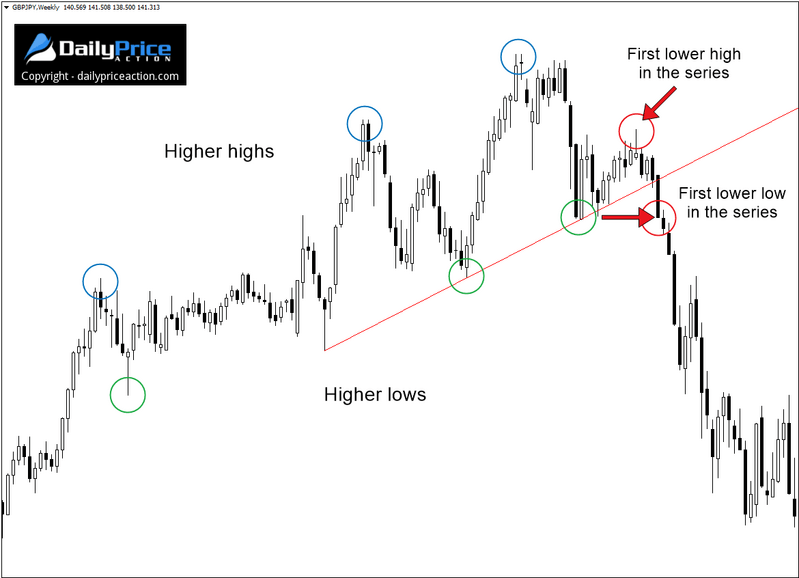 GBPJPY,Weekly 140.569 141.508 138.500 141.313
DailyPrice
ACTION
Copyright - dailypriceaction.com
First lower high
in the series
Higher highs
First lower low
in the series
Higher lows